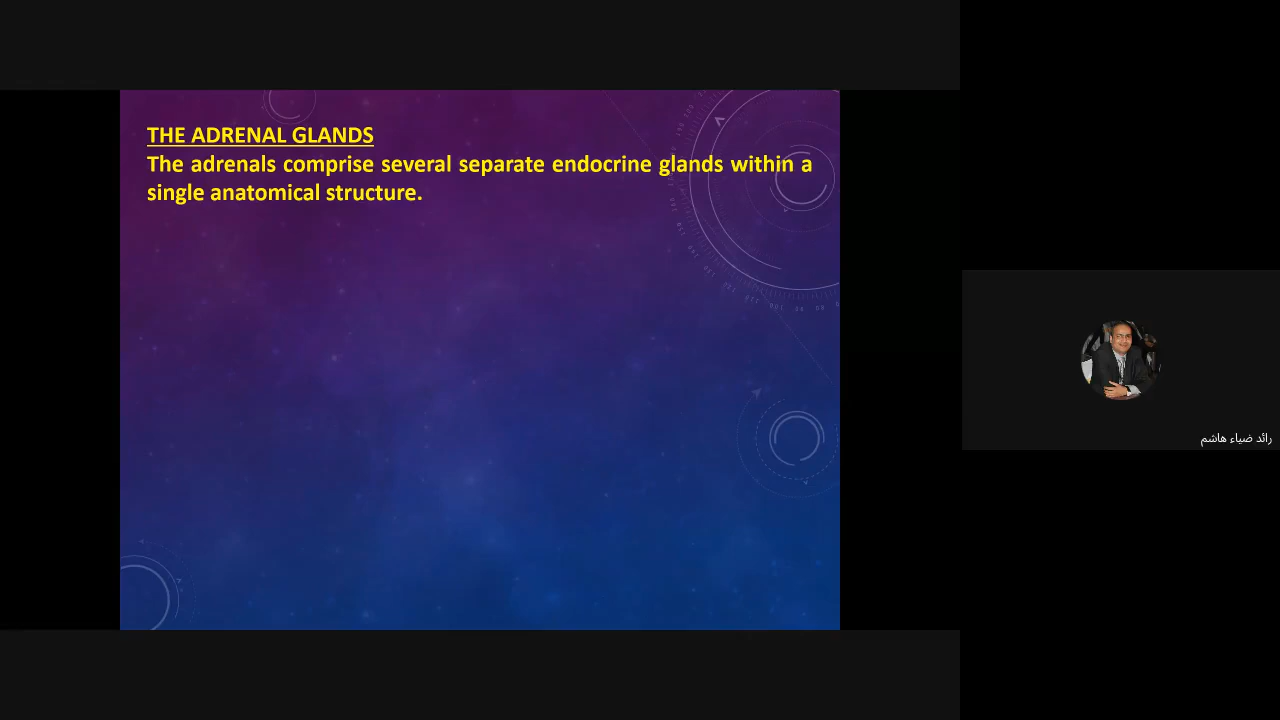 THE ADRENAL GLANDS
The adrenals comprise several separate endocrine glands within a
single anatomical structure.
رائد ضياء هاشم